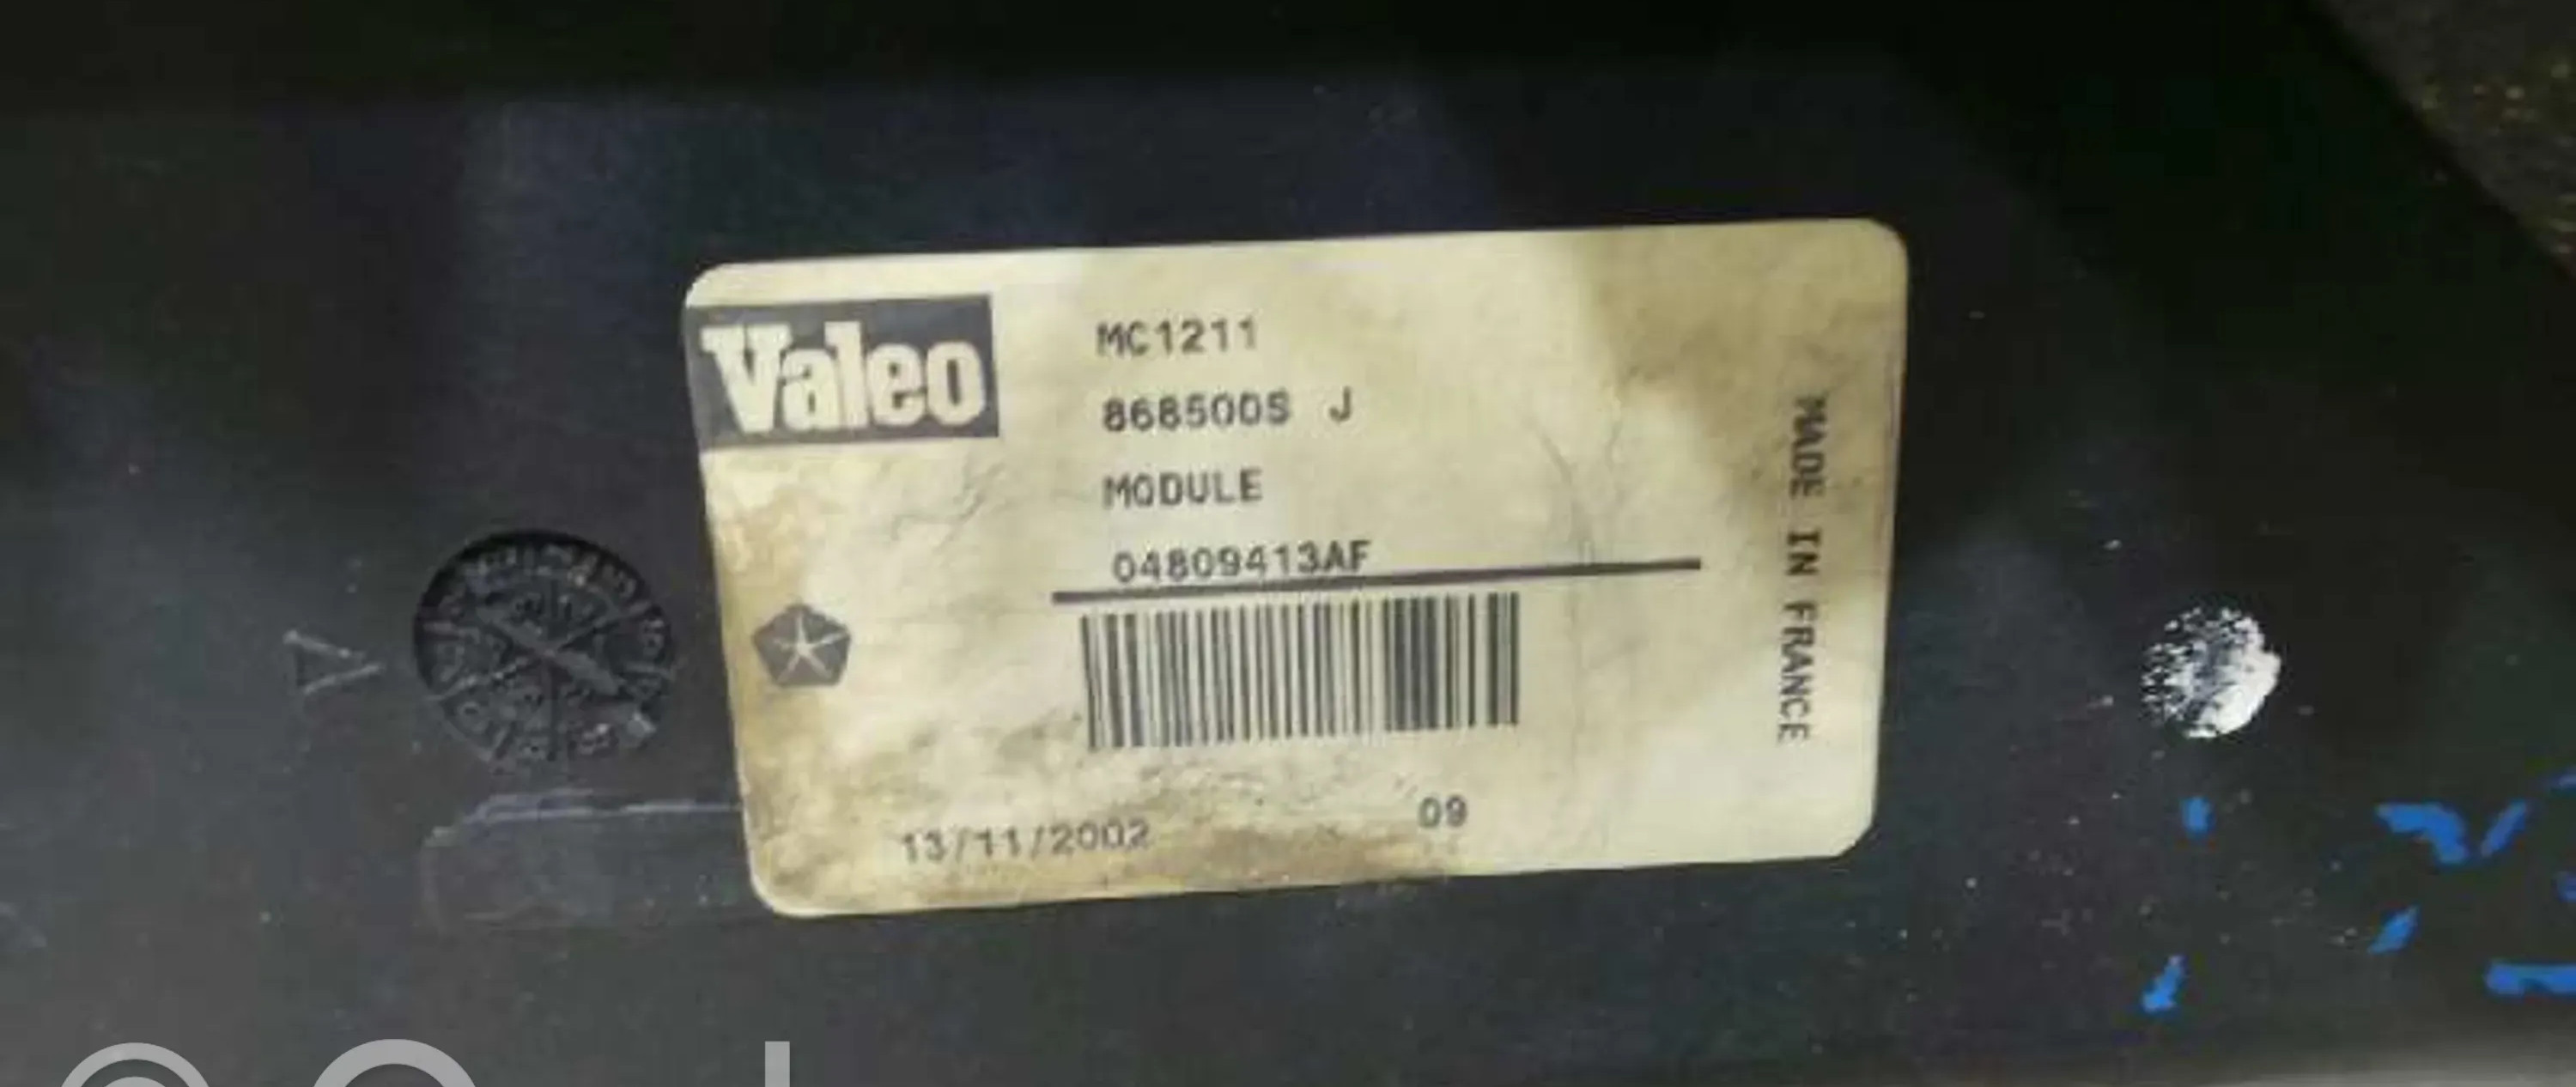 Valeo
MC1211
868500S J
MODULE
04809413AF
13/11/2002
09
MADE IN FRANCE